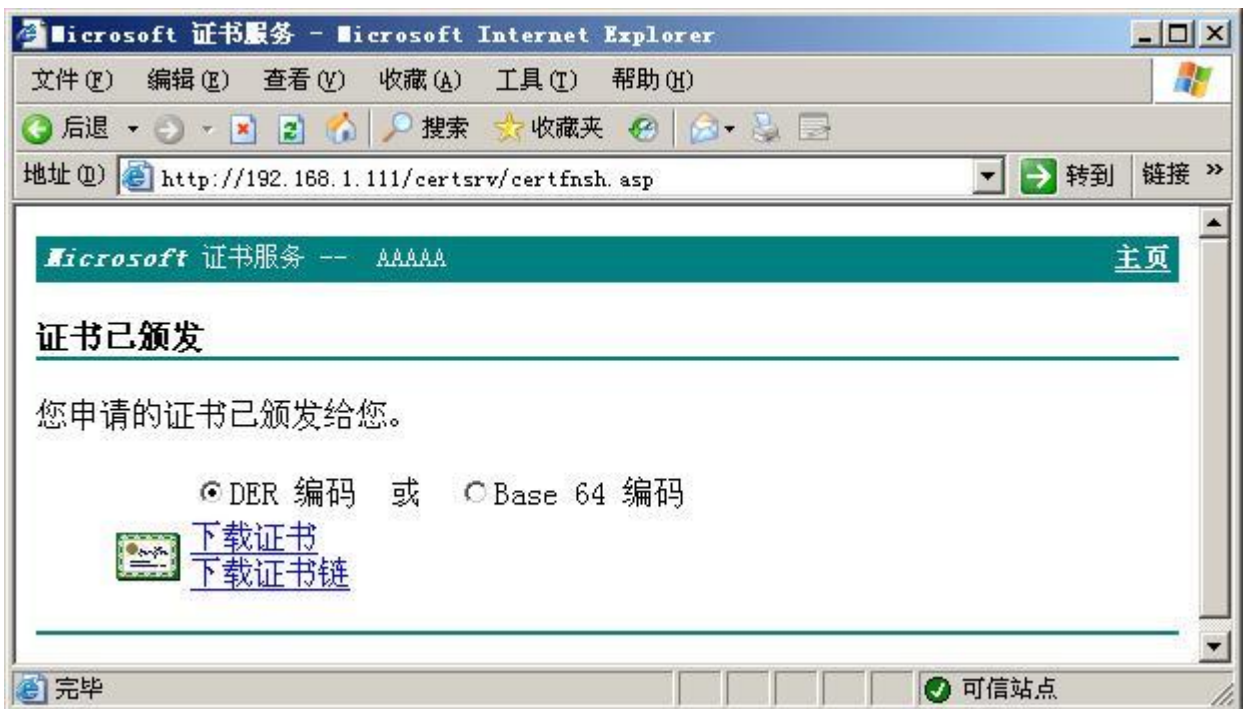 Microsoft 证书服务 - Microsoft Internet Explorer
文件(F) 编辑(E) 查看(V) 收藏(A) 工具(T) 帮助(H)
后退 搜索 收藏夹
地址(D) http://192.168.1.111/certsrv/certfnsh.asp 转到 链接 »
Microsoft 证书服务 -- AAAAA 主页
证书已颁发
您申请的证书已颁发给您。
DER 编码 或 Base 64 编码
下载证书
下载证书链
完毕 可信站点